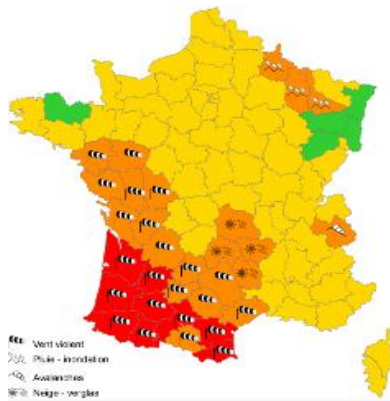 Vent violent
Pluie - inondation
Avalanches
Neige - verglas